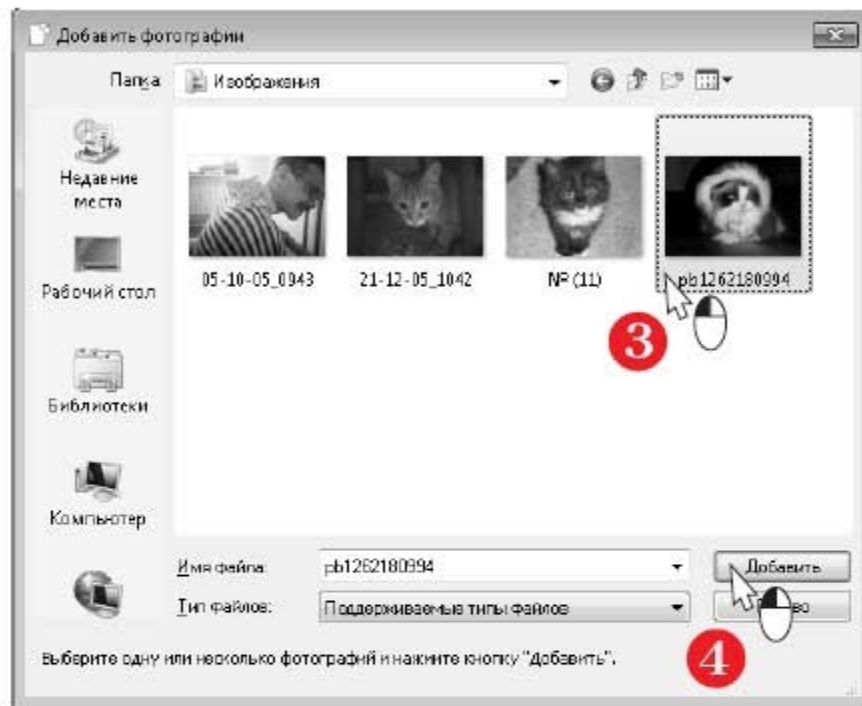 Добавить фотографии
Папка
Изображения
Недавние
места
Рабочий стол
Библиотеки
Компьютер
05-10-05_0943
21-12-05_1042
№ (11)
pb1262180994
3
Имя файла:
pb1262180994
Добавить
Тип файлов:
Поддерживаемые типы файлов
4
Выберите одну или несколько фотографий и нажмите кнопку "Добавить".